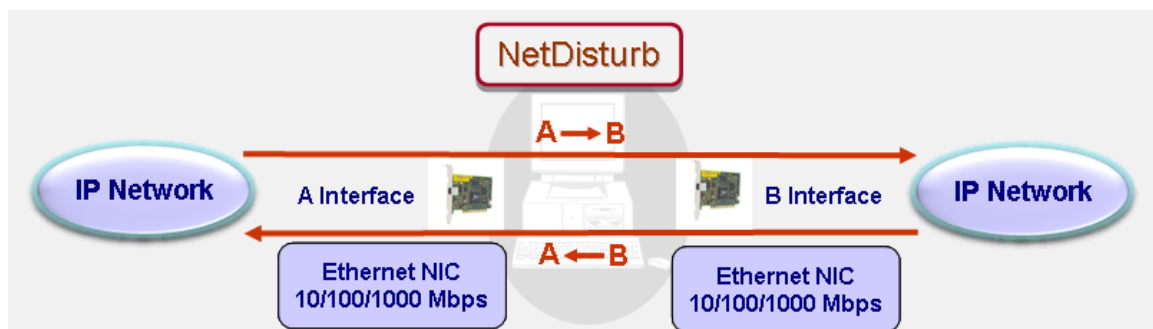 NetDisturb
A → B
IP Network
A Interface
B Interface
IP Network
A ← B
Ethernet NIC
10/100/1000 Mbps
Ethernet NIC
10/100/1000 Mbps